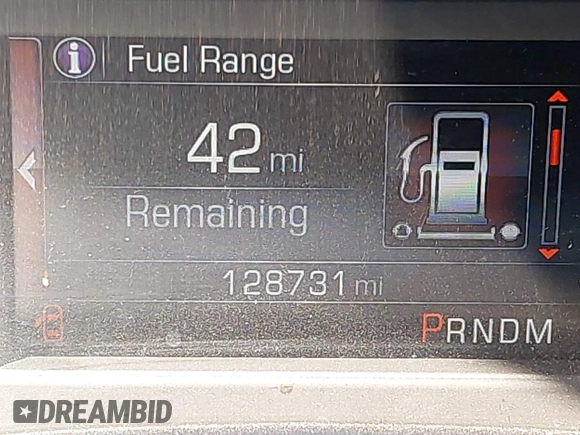 i Fuel Range
42 mi
Remaining
128731 mi
PRNDM
DREAMBID